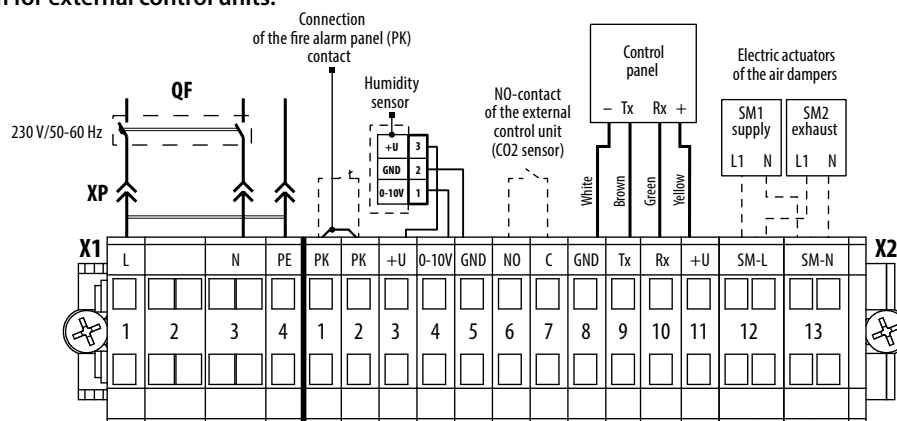 n for external control units.
Connection
of the fire alarm panel (PK)
contact
QF
230 V/50-60 Hz
XP
Humidity
sensor
+U 3
GND 2
0-10V 1
NO-contact
of the external
control unit
(CO2 sensor)
Control
panel
– Tx Rx +
White
Brown
Green
Yellow
Electric actuators
of the air dampers
SM1
supply
L1 N
SM2
exhaust
L1 N
X1
X2
L N PE PK PK +U 0-10V GND NO C GND Tx Rx +U SM-L SM-N
1 2 3 4 1 2 3 4 5 6 7 8 9 10 11 12 13